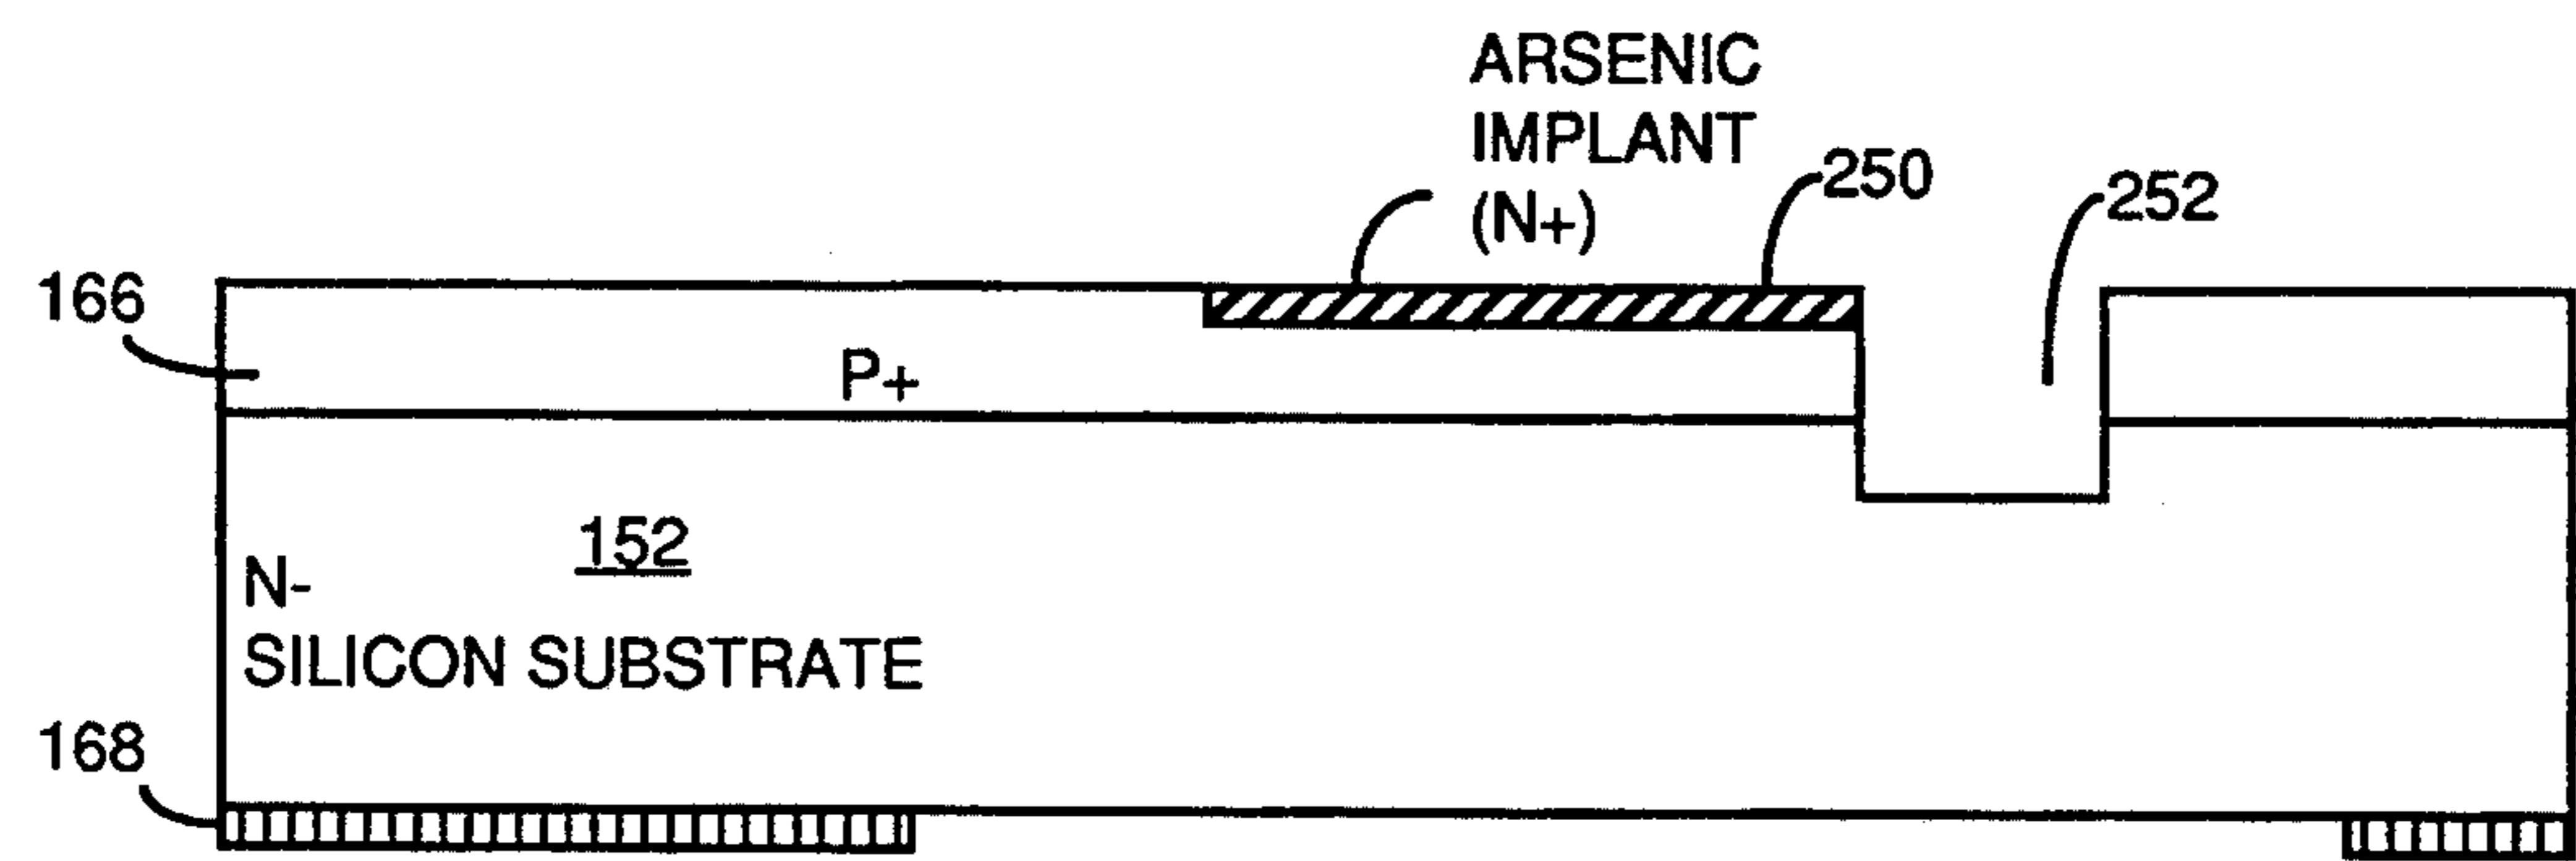 ARSENIC
IMPLANT
(N+)
250
252
166
P+
152
N-
SILICON SUBSTRATE
168